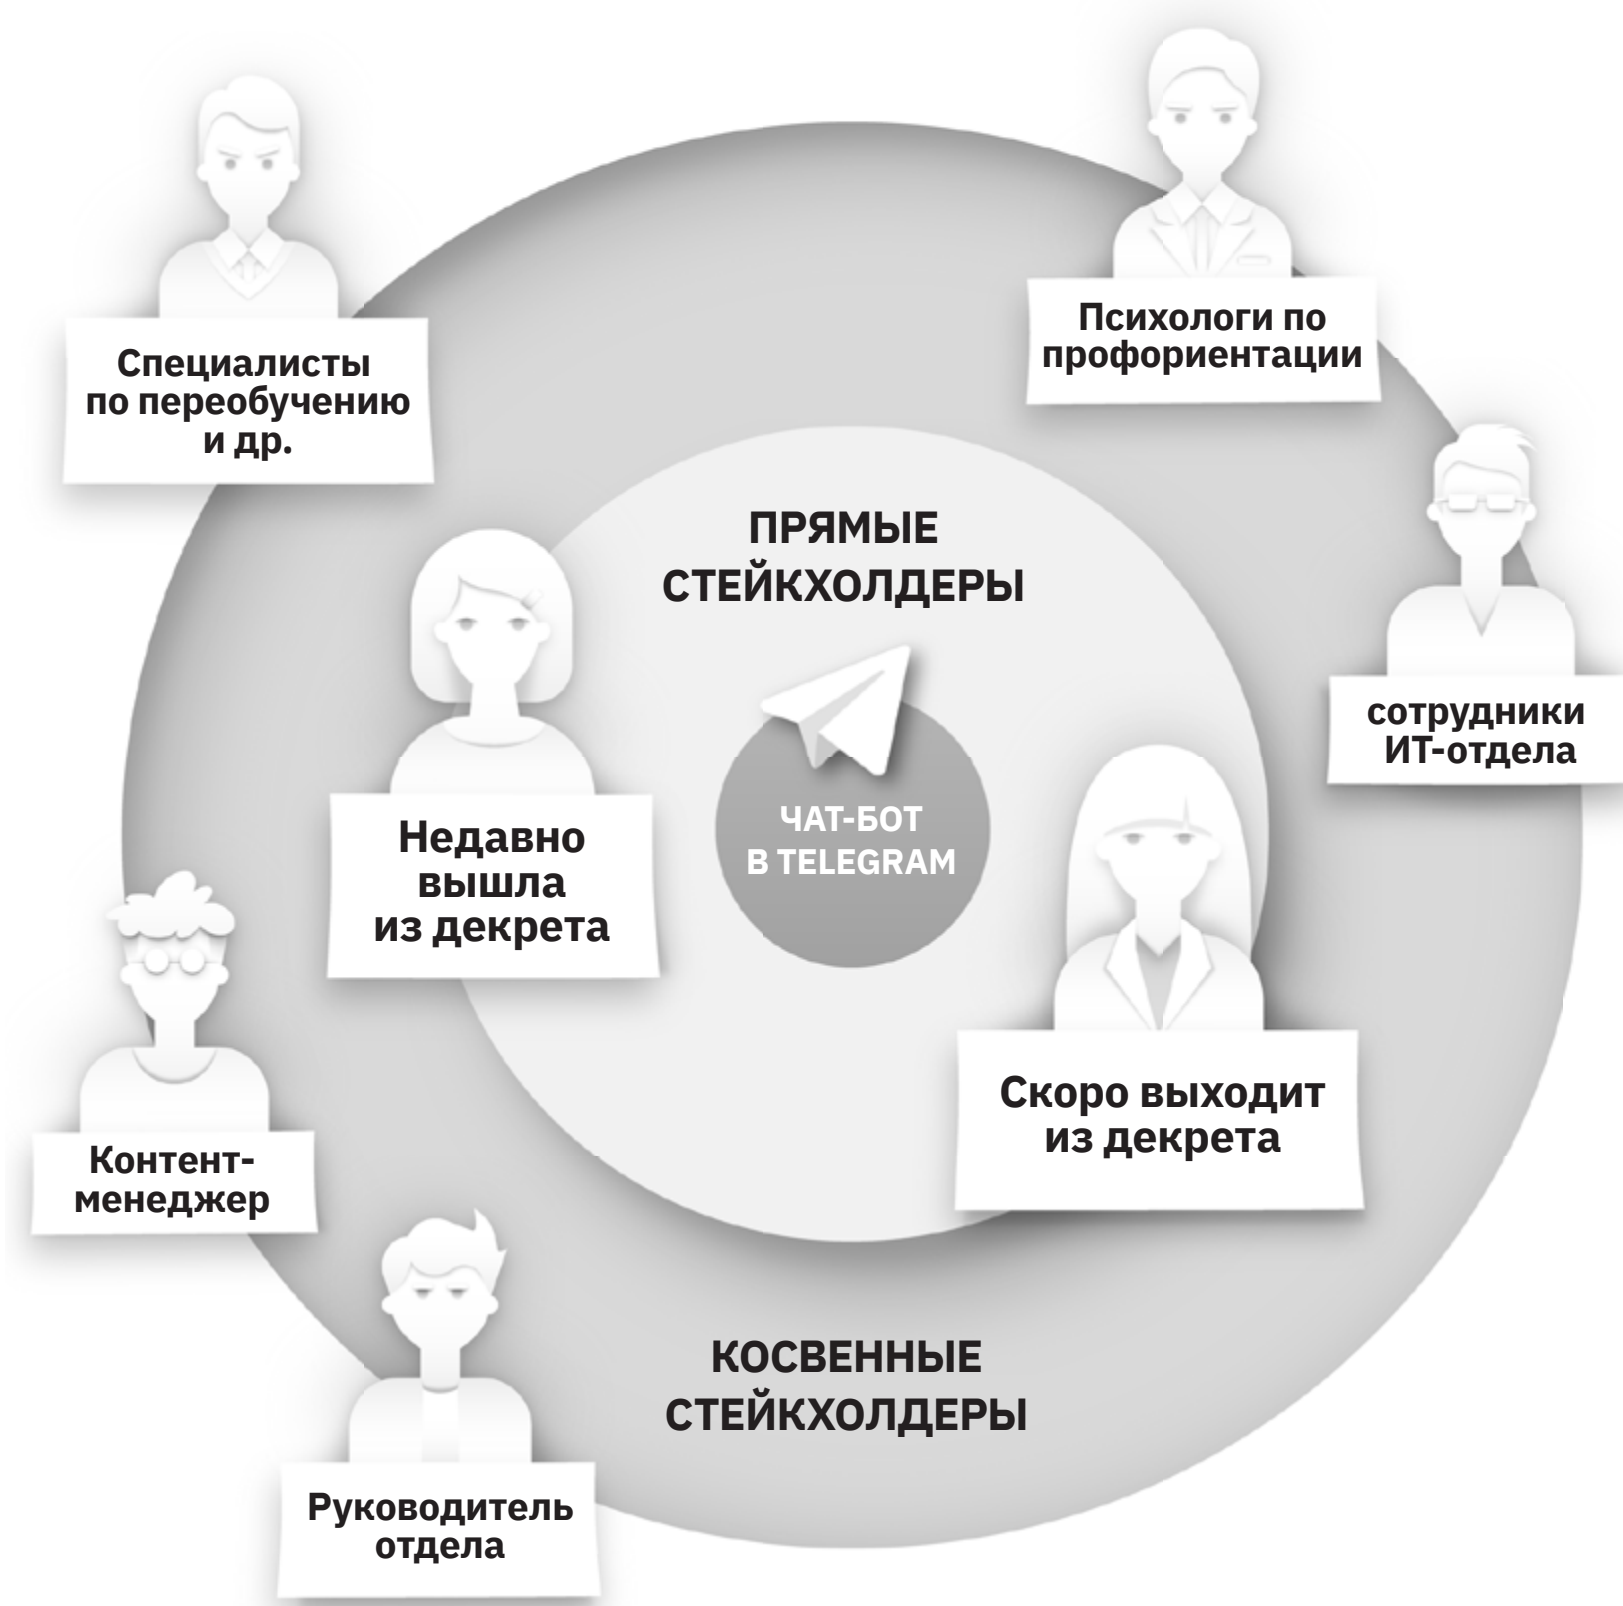 Психологи по
профориентации
Специалисты
по переобучению
и др.
ПРЯМЫЕ
СТЕЙКХОЛДЕРЫ
сотрудники
ИТ-отдела
ЧАТ-БОТ
В TELEGRAM
Недавно
вышла
из декрета
Скоро выходит
из декрета
Контент-
менеджер
КОСВЕННЫЕ
СТЕЙКХОЛДЕРЫ
Руководитель
отдела